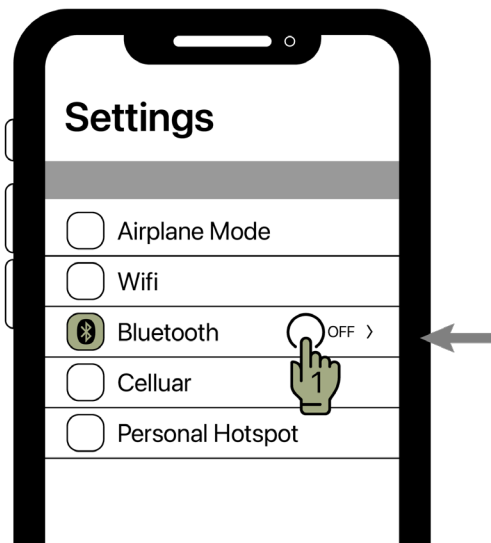 Settings
Airplane Mode
Wifi
Bluetooth OFF
1
Celluar
Personal Hotspot